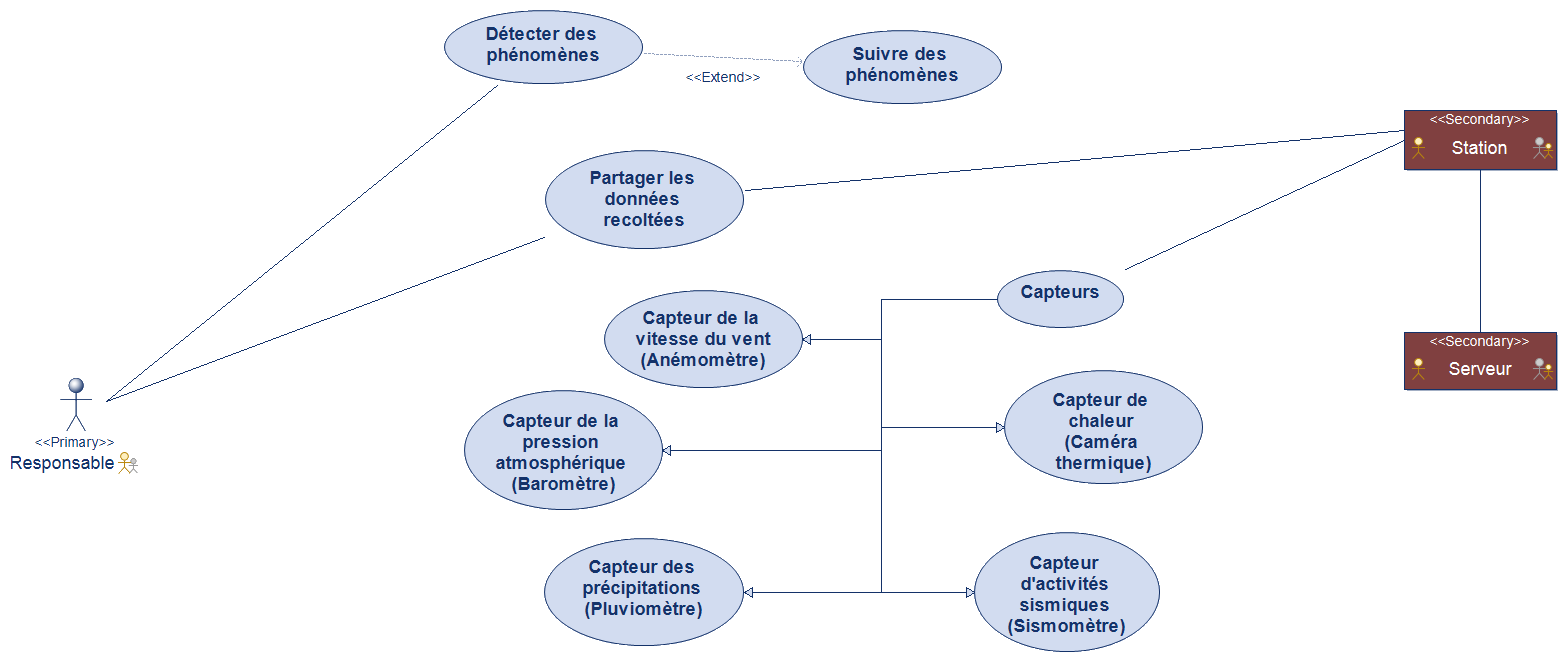 Détecter des
phénomènes
<<Extend>>
Suivre des
phénomènes
<<Secondary>>
Station
Partager les
données
recoltées
Capteurs
Capteur de la
vitesse du vent
(Anémomètre)
<<Secondary>>
Serveur
<<Primary>>
Responsable
Capteur de la
pression
atmosphérique
(Baromètre)
Capteur de
chaleur
(Caméra
thermique)
Capteur des
précipitations
(Pluviomètre)
Capteur
d'activités
sismiques
(Sismomètre)